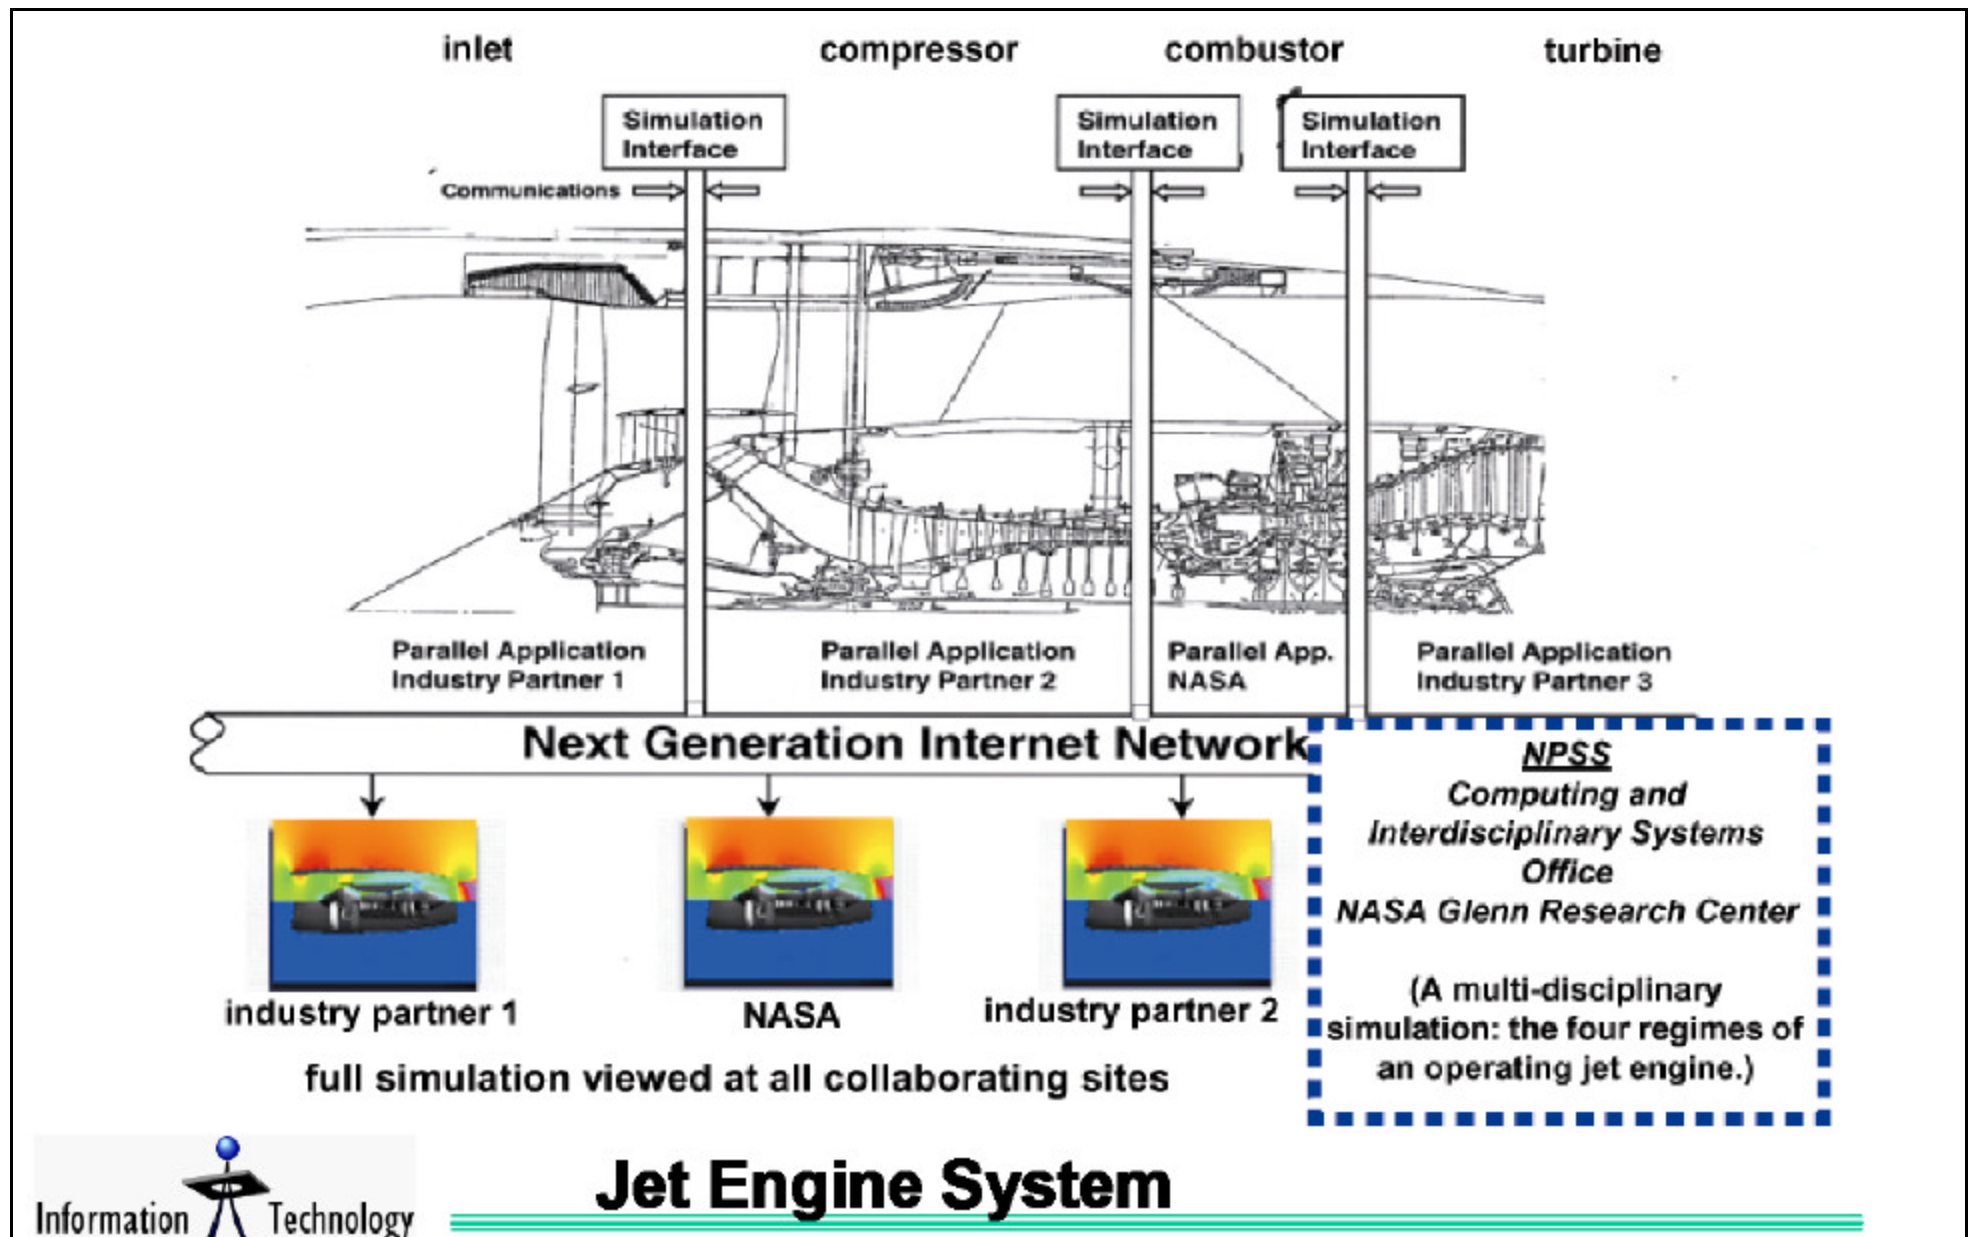 inlet compressor combustor turbine
Simulation
Interface
Simulation
Interface
Simulation
Interface
Communications
Parallel Application
Industry Partner 1
Parallel Application
Industry Partner 2
Parallel App.
NASA
Parallel Application
Industry Partner 3
Next Generation Internet Network
NPSS
Computing and
Interdisciplinary Systems
Office
NASA Glenn Research Center
(A multi-disciplinary
simulation: the four regimes of
an operating jet engine.)
industry partner 1
NASA
industry partner 2
full simulation viewed at all collaborating sites
Jet Engine System
Information Technology